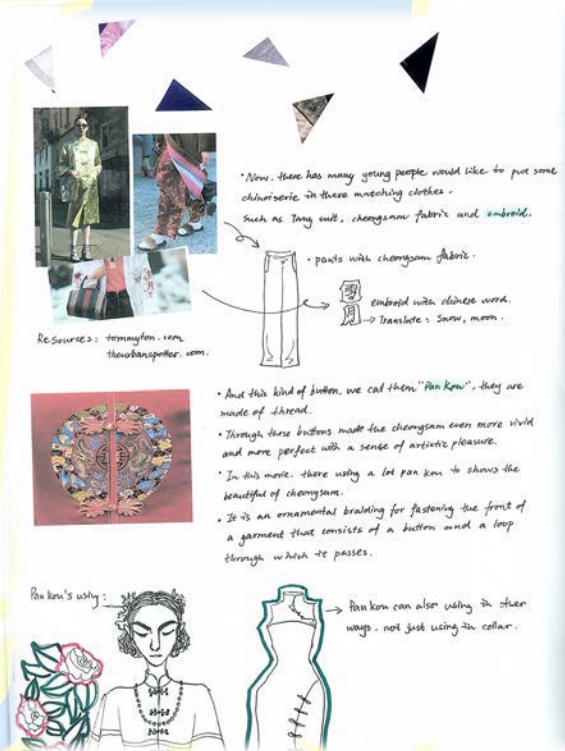 • Now. there has many young people would like to put some
chinoiserie in there matching clothes.
Such as Tang suit, cheongsam fabric and embroid.
• pants with cheongsam fabric.
雪
月
embroid with chinese word.
→ Translate: Snow, moon.
Resources: tommyton.com
theurbanspotter.com.
• And this kind of button, we call them "Pan Kou", they are
made of thread.
• Through these buttons made the cheongsam even more vivid
and more perfect with a sense of artistic pleasure.
• In this movie. there using a lot pan kou to shows the
beautiful of cheongsam.
• It is an ornamental braiding for fastening the front of
a garment that consists of a button and a loop
through which it passes.
Pan kou's using:
→ Pan kou can also using in other
ways. not just using in collar.